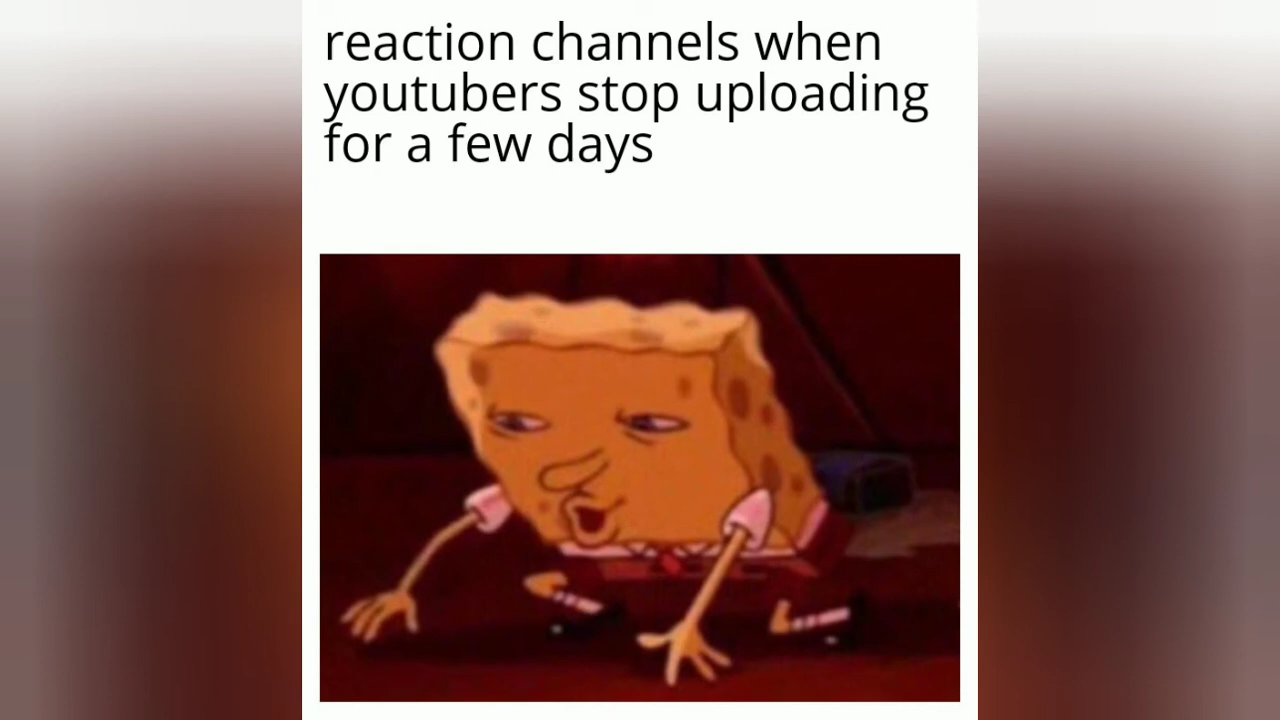 reaction channels when
youtubers stop uploading
for a few days